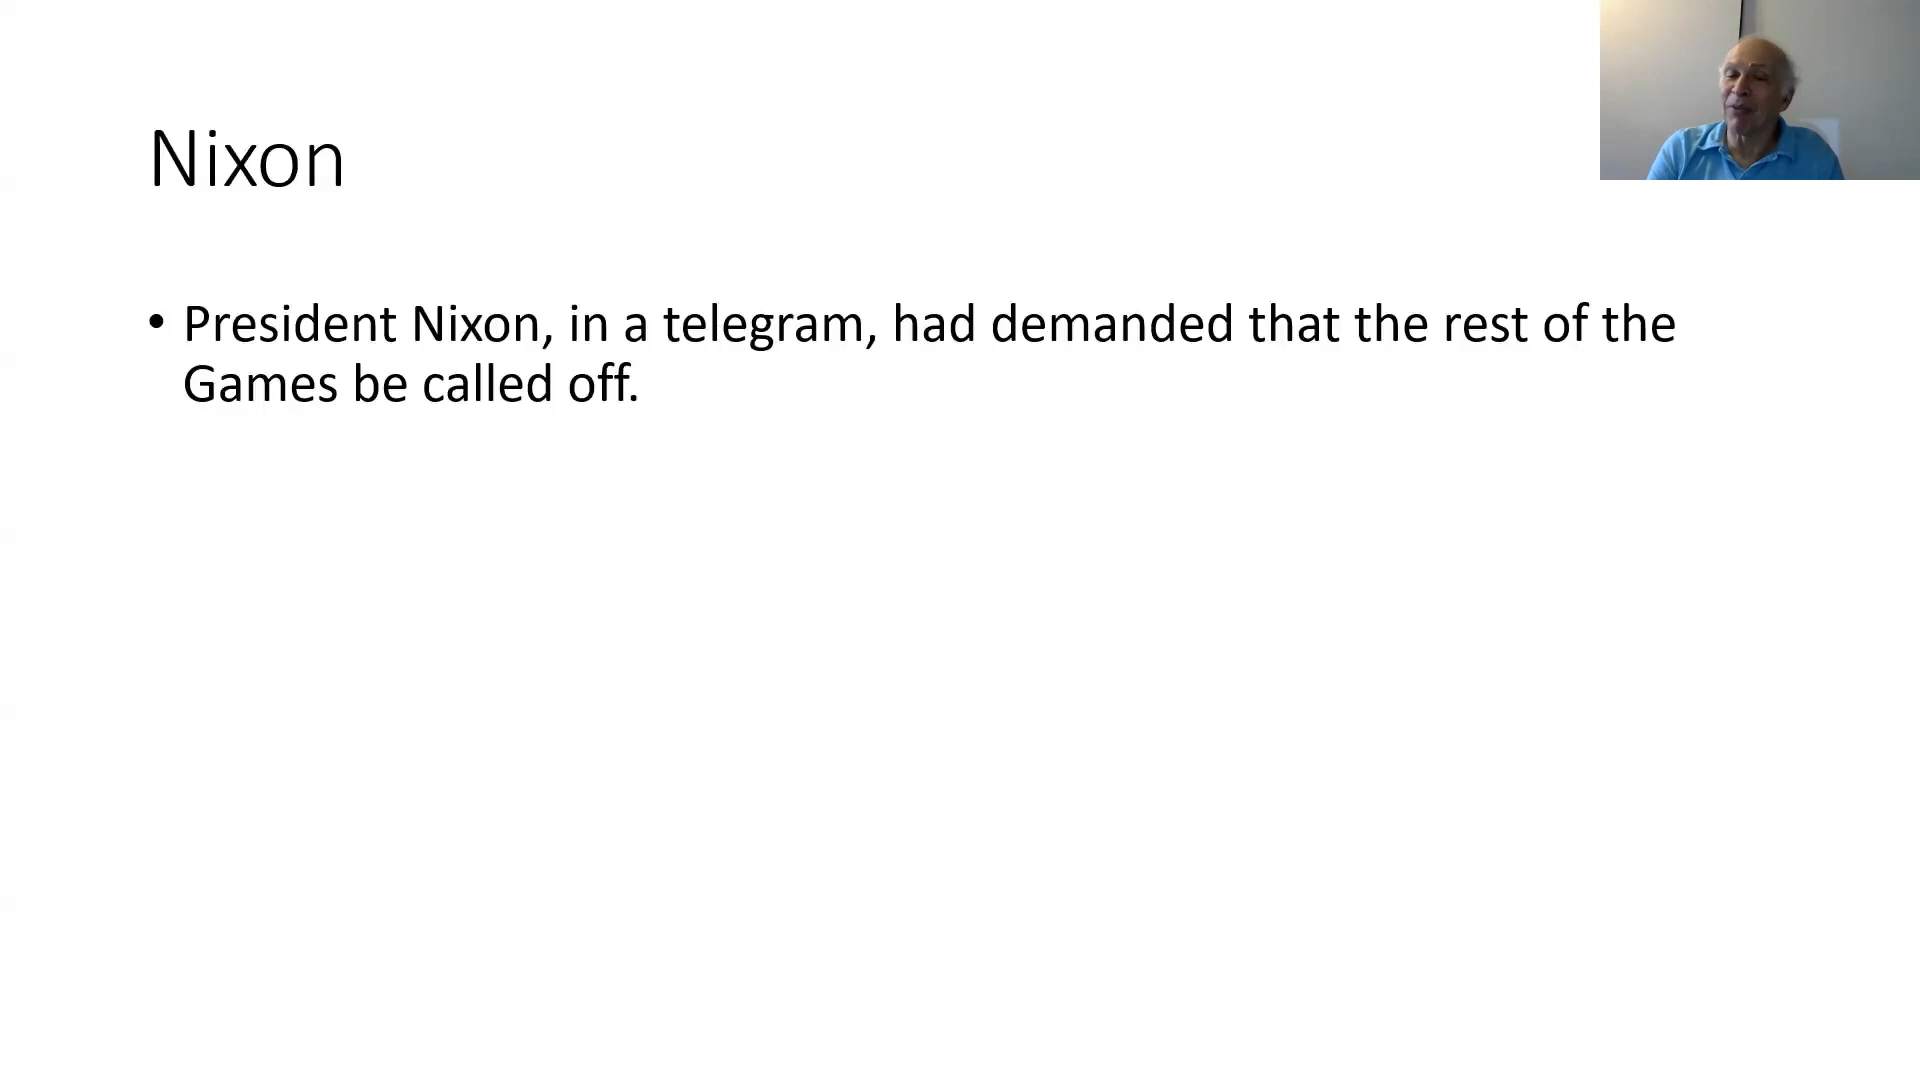 Nixon
• President Nixon, in a telegram, had demanded that the rest of the
Games be called off.